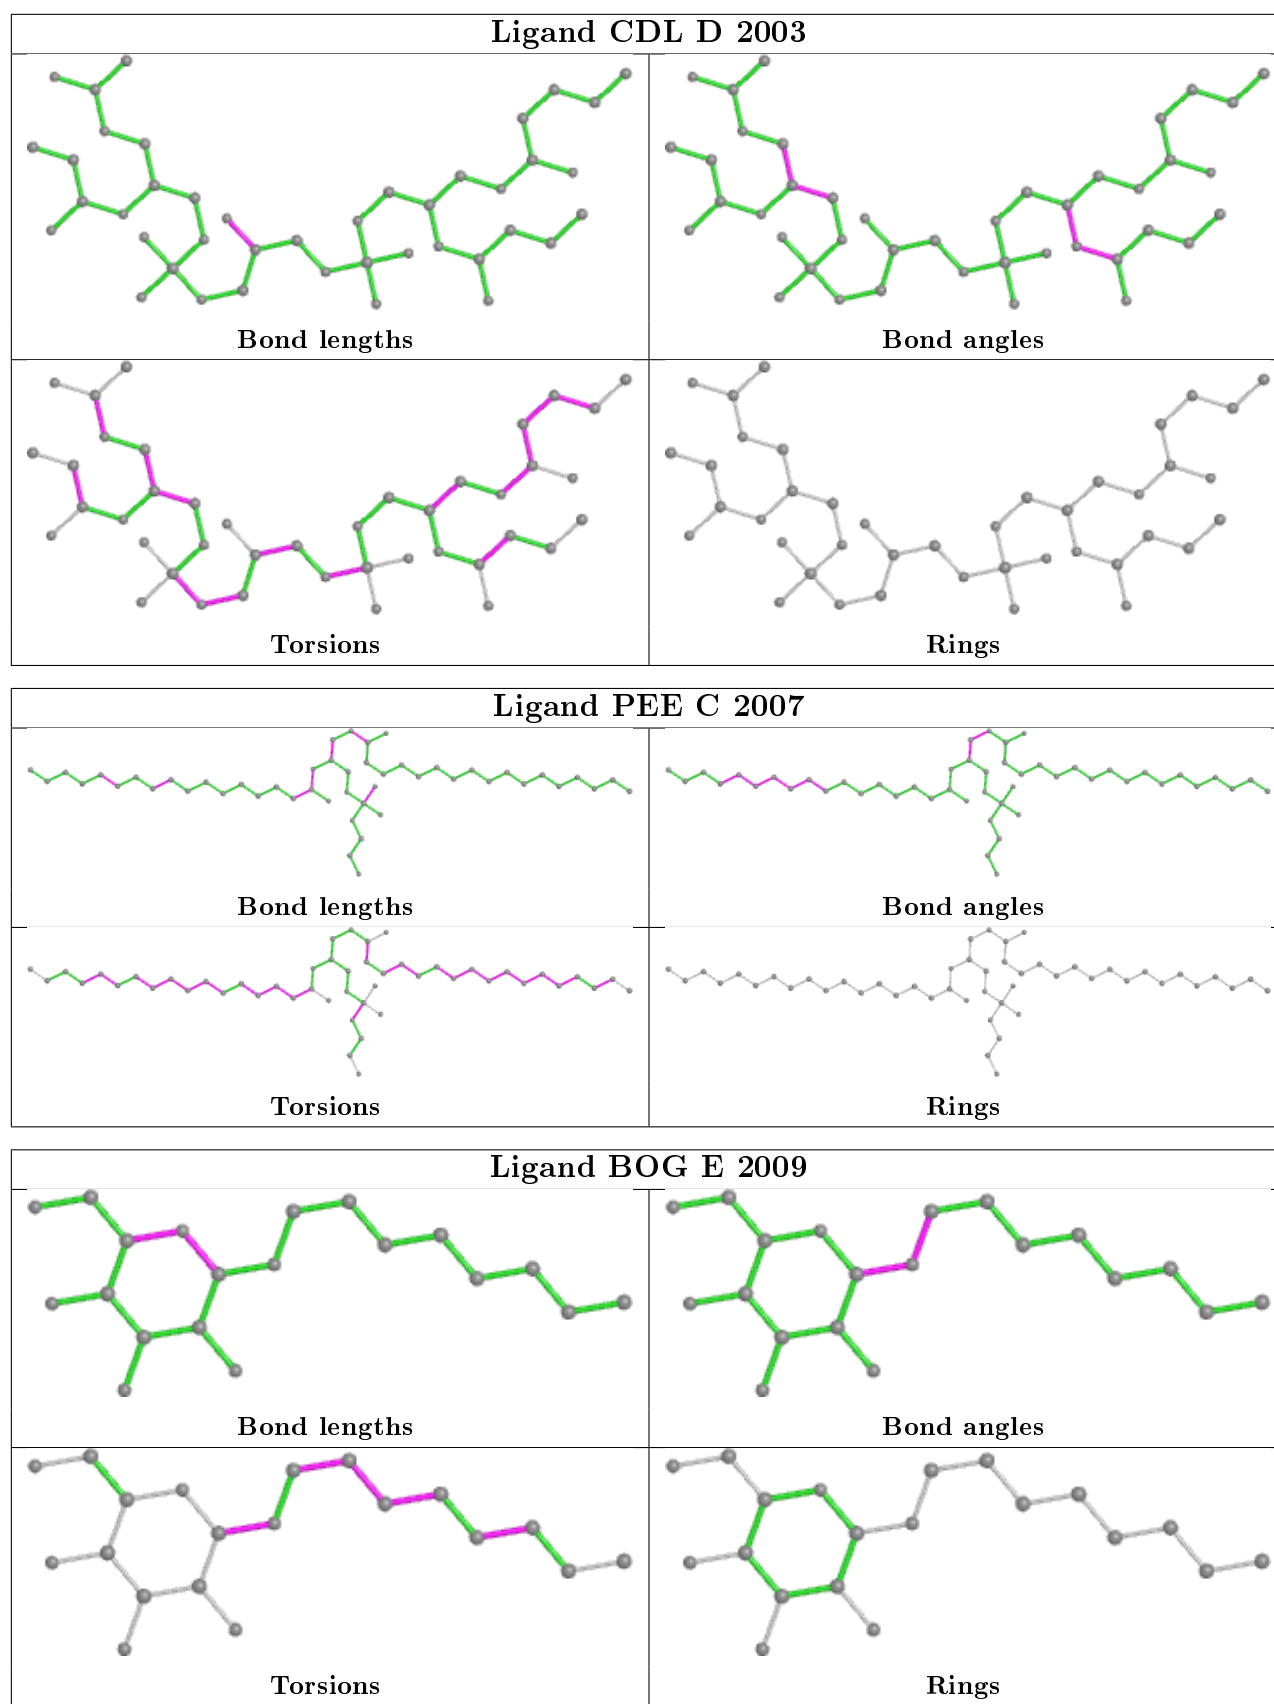 Ligand CDL D 2003
Bond lengths
Bond angles
Torsions
Rings
Ligand PEE C 2007
Bond lengths
Bond angles
Torsions
Rings
Ligand BOG E 2009
Bond lengths
Bond angles
Torsions
Rings